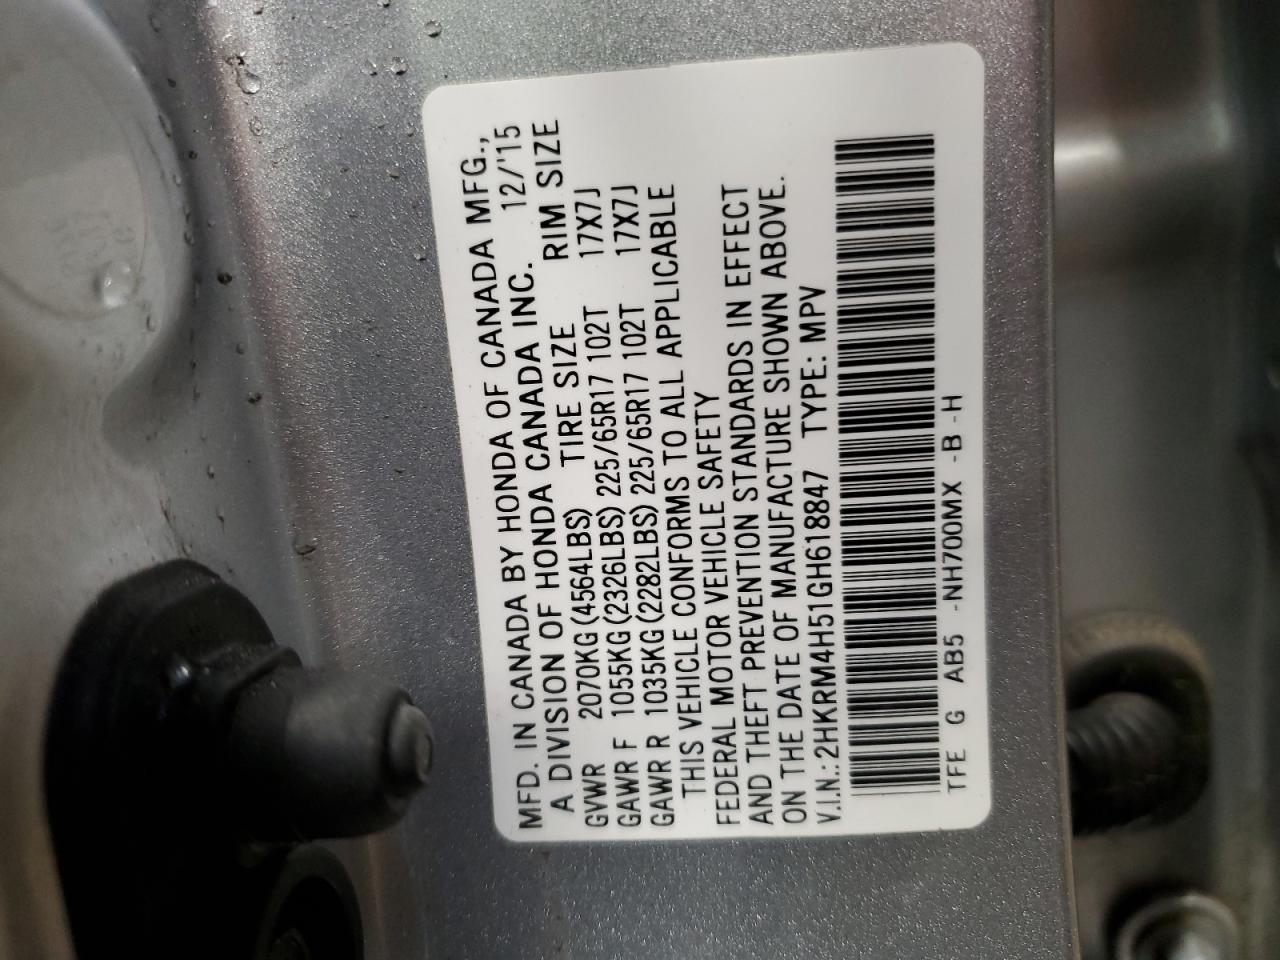 MFD. IN CANADA BY HONDA OF CANADA MFG.,
A DIVISION OF HONDA CANADA INC. 12/'15
GVWR 2070KG(4564LBS) TIRE SIZE RIM SIZE
GAWR F 1055KG(2326LBS) 225/65R17 102T 17X7J
GAWR R 1035KG(2282LBS) 225/65R17 102T 17X7J
THIS VEHICLE CONFORMS TO ALL APPLICABLE
FEDERAL MOTOR VEHICLE SAFETY
AND THEFT PREVENTION STANDARDS IN EFFECT
ON THE DATE OF MANUFACTURE SHOWN ABOVE.
V.I.N.: 2HKRM4H51GH618847 TYPE: MPV
TFE G AB5 -NH700MX -B -H